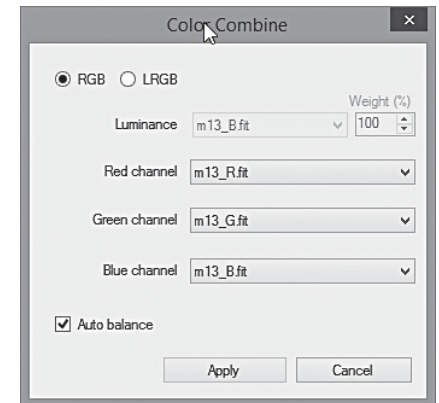 Color Combine
RGB LRGB
Weight (%)
Luminance m13_B.fit 100
Red channel m13_R.fit
Green channel m13_G.fit
Blue channel m13_B.fit
Auto balance
Apply Cancel